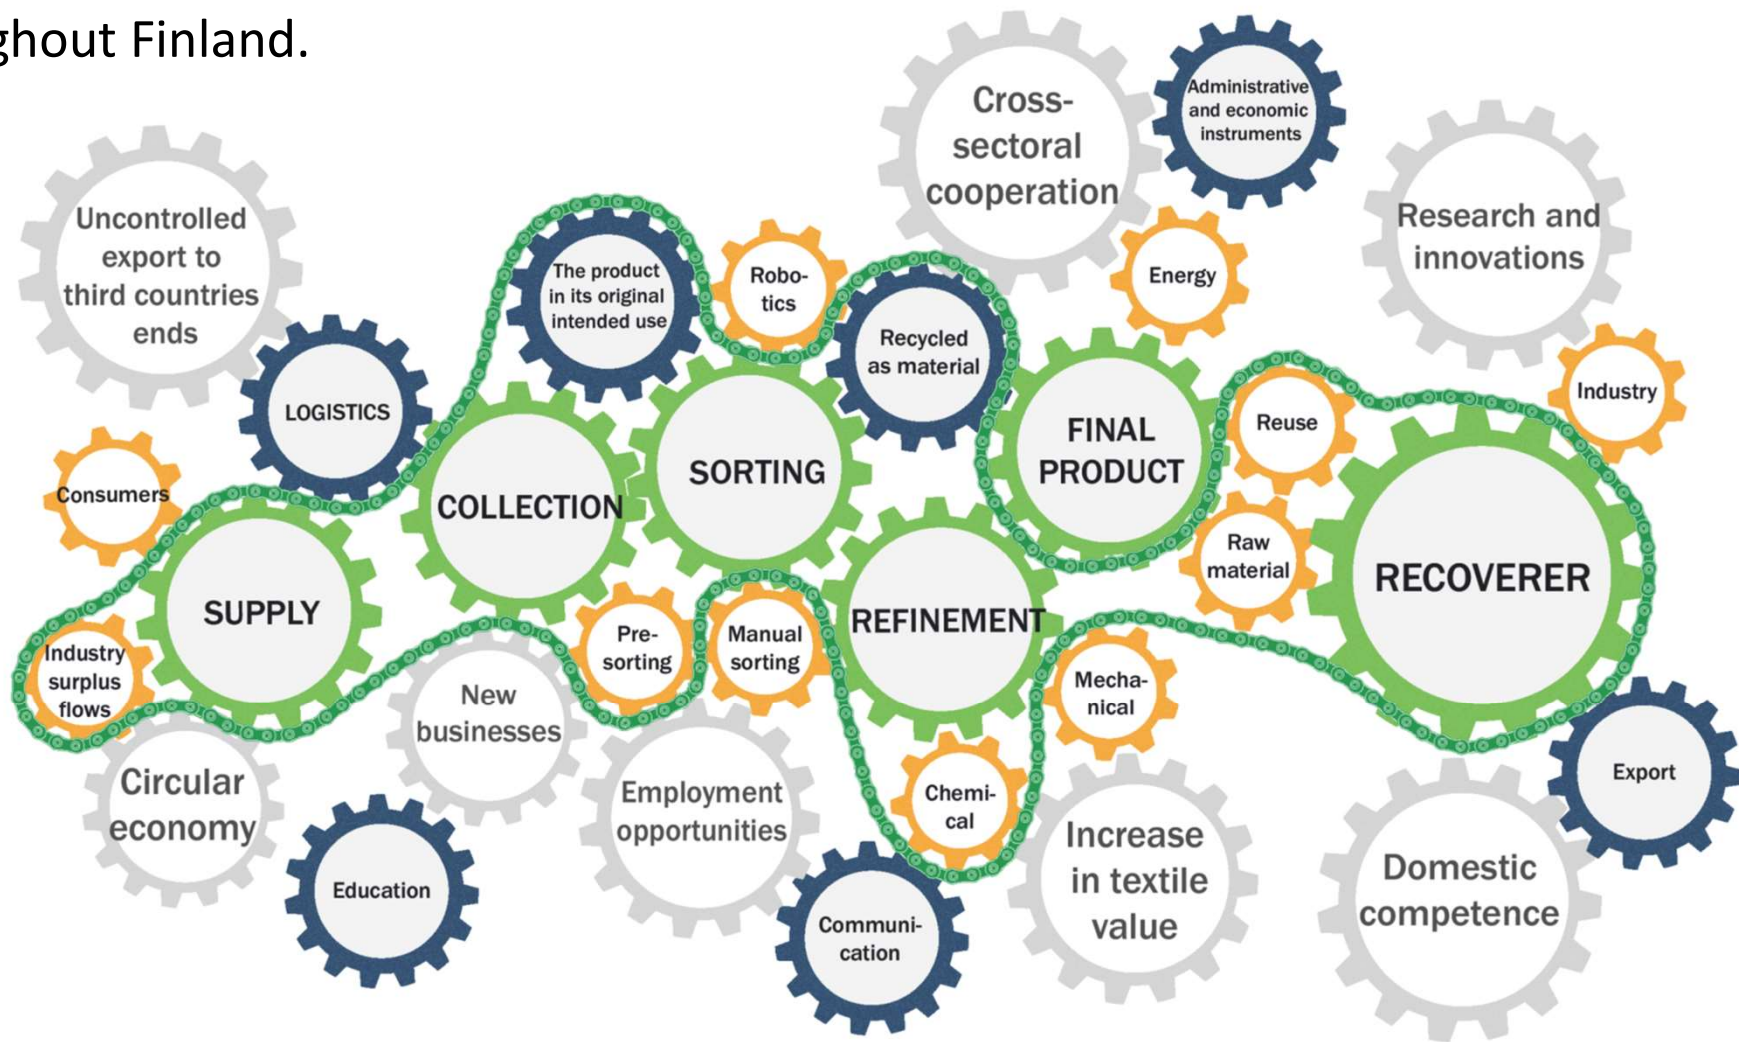 ghout Finland.
Cross-
sectoral
cooperation
Administrative
and economic
instruments
Research and
innovations
Uncontrolled
export to
third countries
ends
The product
in its original
intended use
Robo-
tics
Energy
Recycled
as material
LOGISTICS
Industry
FINAL
PRODUCT
Reuse
Consumers
COLLECTION
SORTING
Raw
material
RECOVERER
SUPPLY
REFINEMENT
Industry
surplus
flows
Pre-
sorting
Manual
sorting
Mecha-
nical
New
businesses
Circular
economy
Employment
opportunities
Chemi-
cal
Export
Increase
in textile
value
Domestic
competence
Education
Communi-
cation